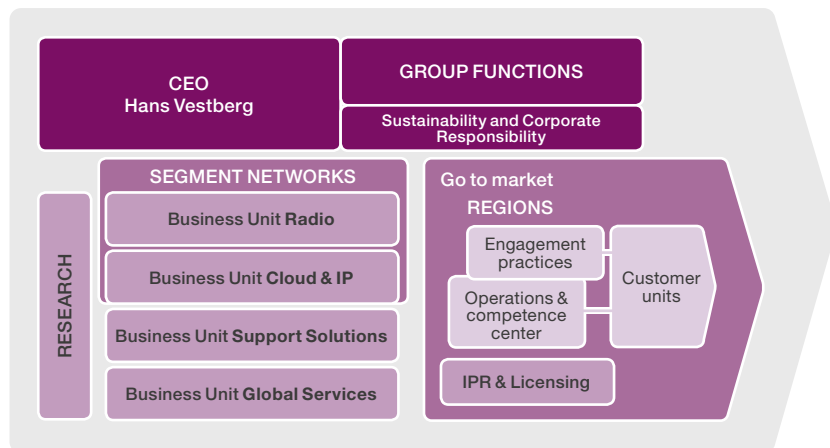 CEO
Hans Vestberg
GROUP FUNCTIONS
Sustainability and Corporate
Responsibility
RESEARCH
SEGMENT NETWORKS
Business Unit Radio
Business Unit Cloud & IP
Business Unit Support Solutions
Business Unit Global Services
Go to market
REGIONS
Engagement
practices
Operations &
competence
center
Customer
units
IPR & Licensing